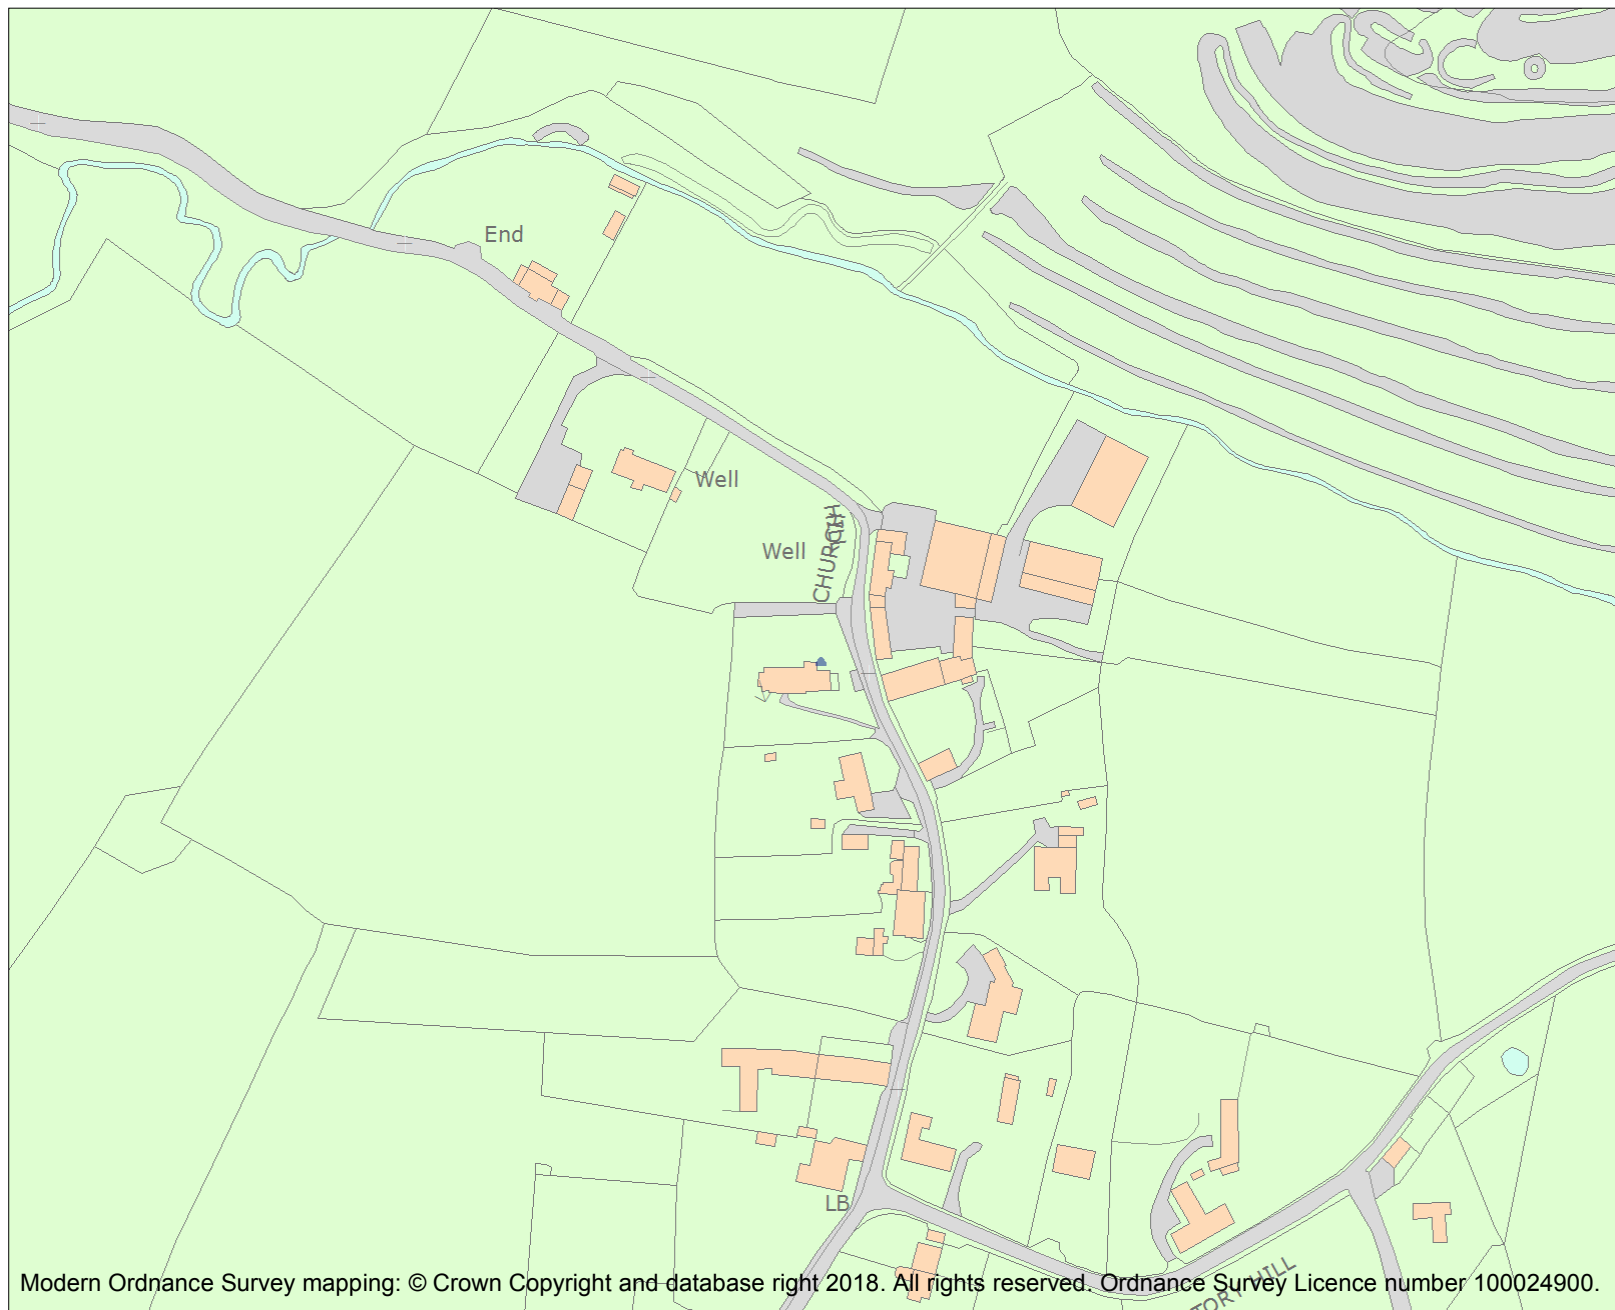 End
Well
Well
CHURCH
LB
HILL
Modern Ordnance Survey mapping: © Crown Copyright and database right 2018. All rights reserved. Ordnance Survey Licence number 100024900.